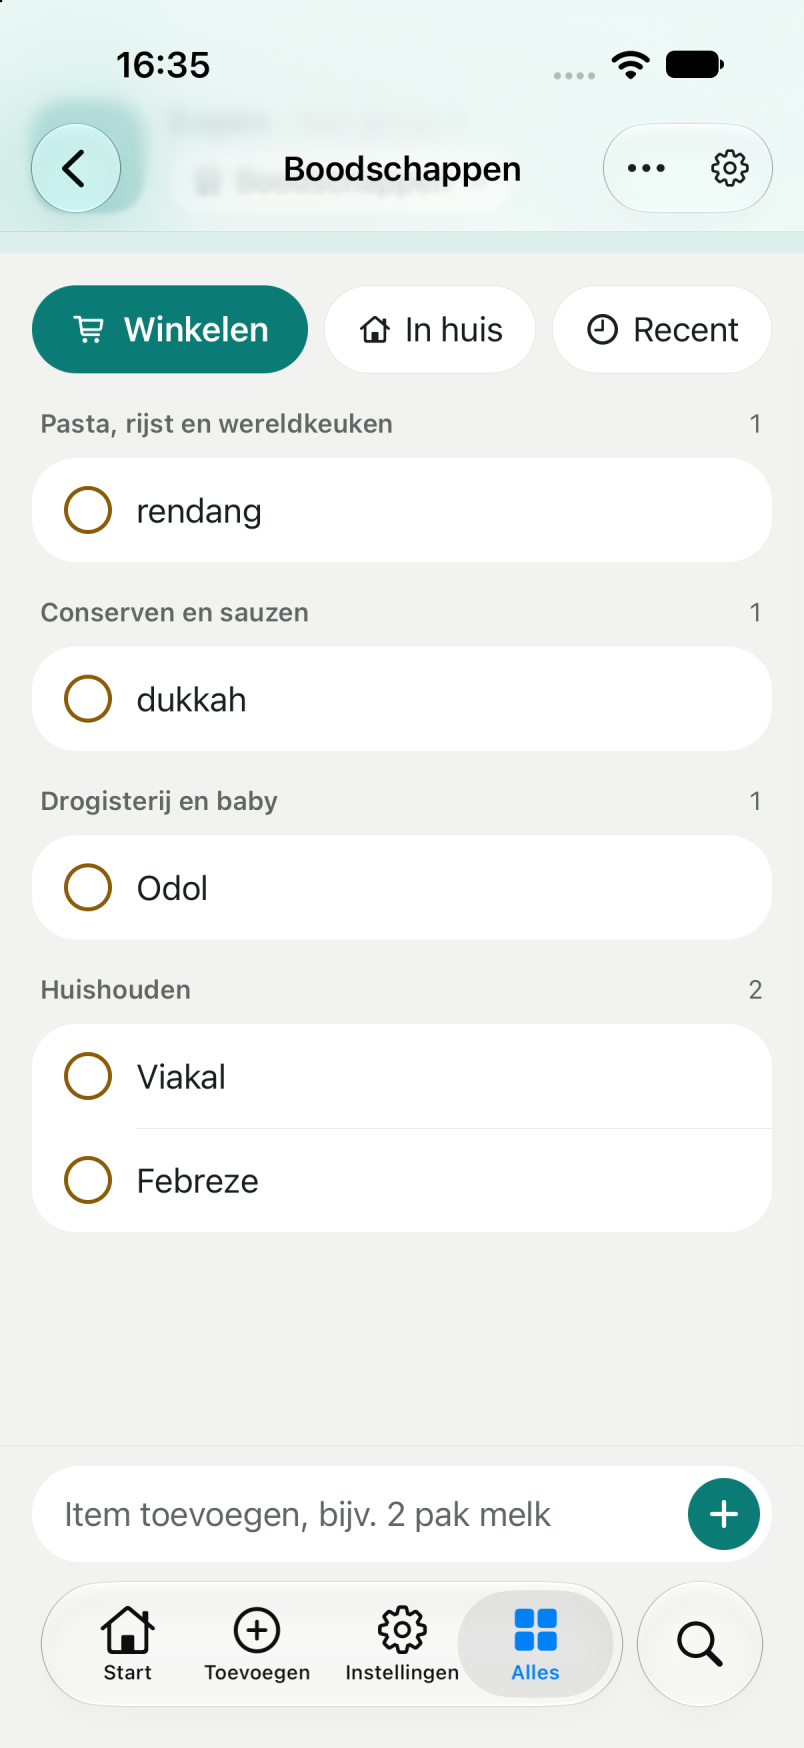 16:35
Boodschappen
Winkelen
In huis
Recent
Pasta, rijst en wereldkeuken 1
rendang
Conserven en sauzen 1
dukkah
Drogisterij en baby 1
Odol
Huishouden 2
Viakal
Febreze
Item toevoegen, bijv. 2 pak melk
Start
Toevoegen
Instellingen
Alles